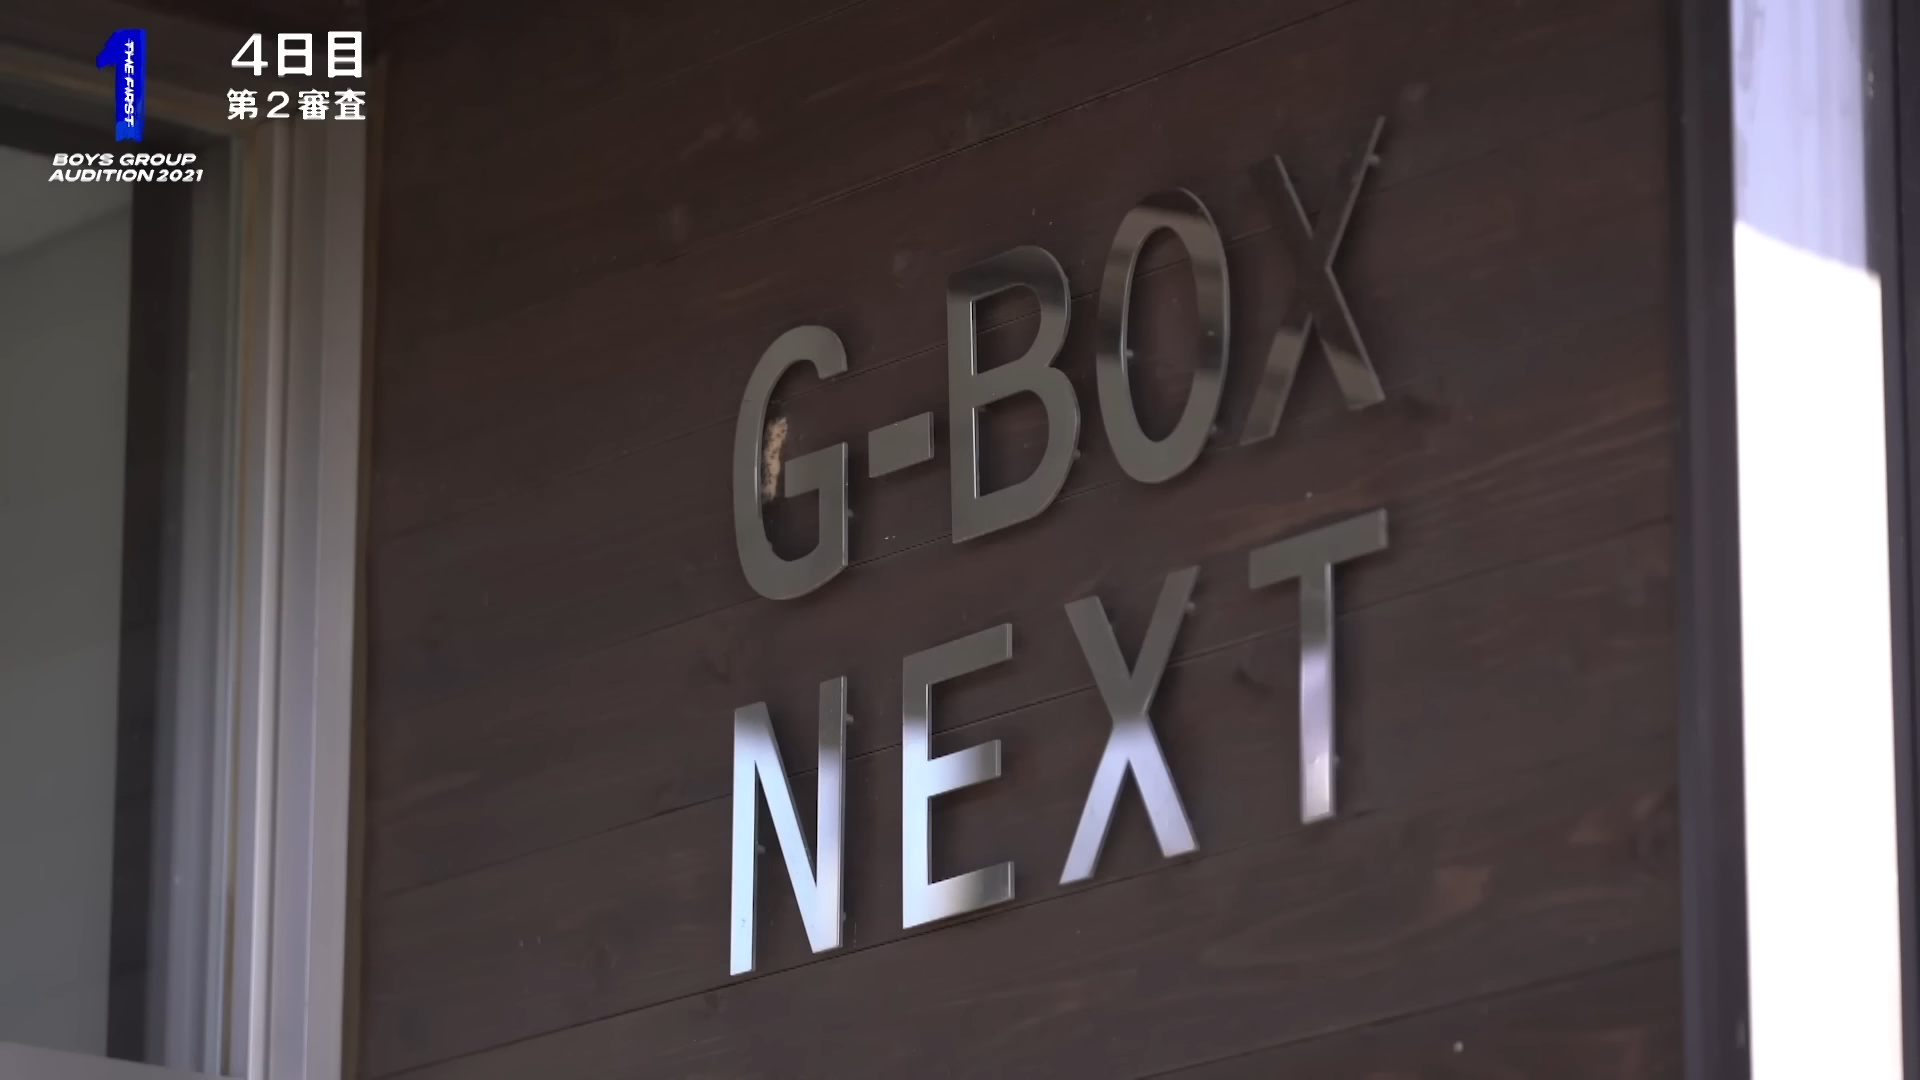 THE FIRST
BOYS GROUP
AUDITION 2021
4日目
第2審査
G-BOX
NEXT